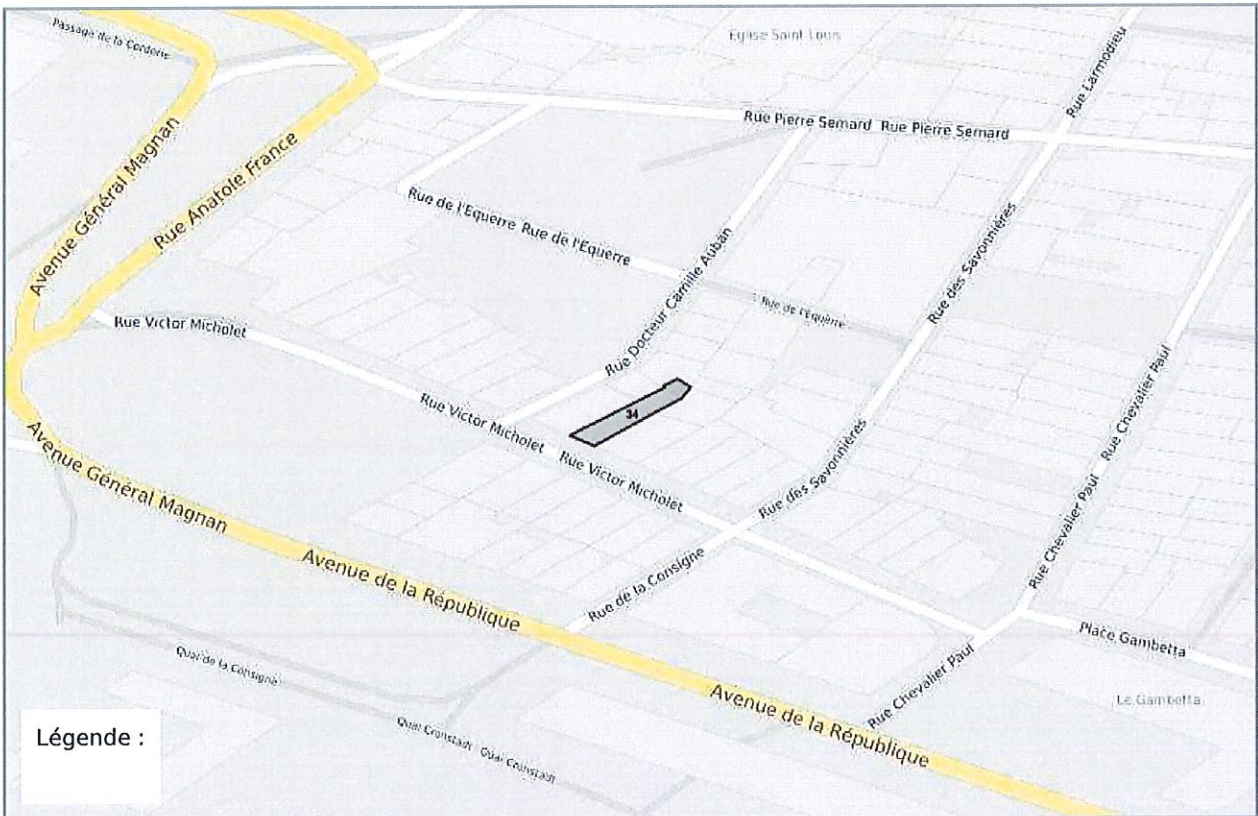 Passage de la Corderie
Eglise Saint Louis
Rue Larmodieu
Avenue Général Magnan
Rue Anatole France
Rue Pierre Semard
Rue Pierre Semard
Rue de l'Equerre
Rue de l'Equerre
Rue Docteur Camille Auban
Rue des Savonnières
Rue de l'Equerre
Rue Victor Micholet
Rue Chevalier Paul
Rue Victor Micholet
34
Rue Victor Micholet
Rue des Savonnières
Avenue Général Magnan
Rue Chevalier Paul
Rue Chevalier Paul
Avenue de la République
Rue de la Consigne
Place Gambetta
Quai de la Consigne
Rue Chevalier Paul
Le Gambetta
Avenue de la République
Quai Cronstadt
Quai Cronstadt
Légende :